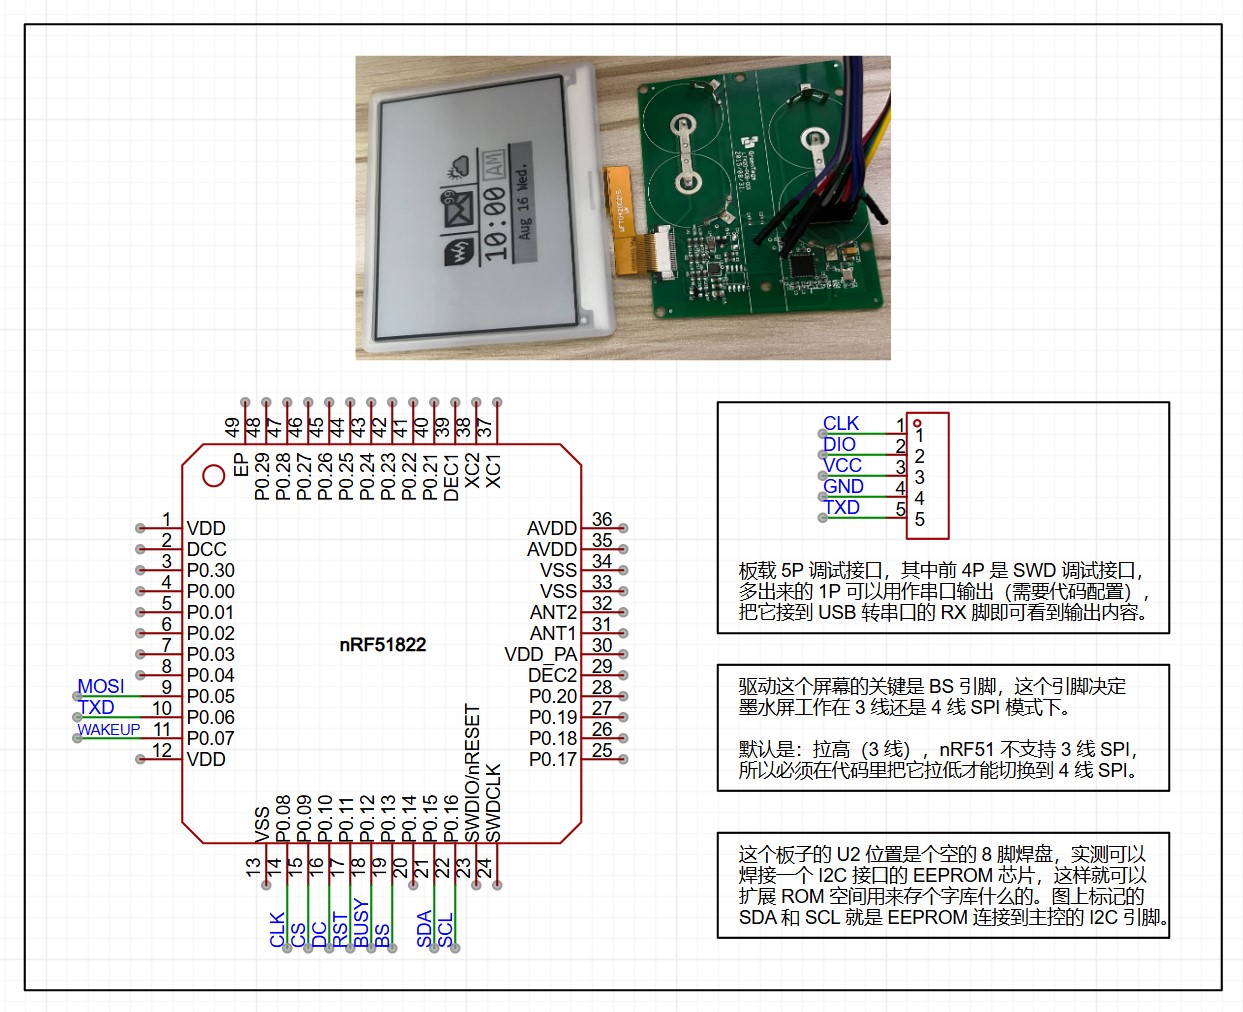 10:00 AM
Aug 16 Wed.
99
GreenTech
2015/08/31
49
48
47
46
45
44
43
42
41
40
39
38
37
EP
P0.29
P0.28
P0.27
P0.26
P0.25
P0.24
P0.23
P0.22
P0.21
DEC1
XC2
XC1
1 VDD
2 DCC
3 P0.30
4 P0.00
5 P0.01
6 P0.02
7 P0.03
8 P0.04
MOSI 9 P0.05
TXD 10 P0.06
WAKEUP 11 P0.07
12 VDD
nRF51822
AVDD 36
AVDD 35
VSS 34
VSS 33
ANT2 32
ANT1 31
VDD_PA 30
DEC2 29
P0.20 28
P0.19 27
P0.18 26
P0.17 25
VSS 13
P0.08 14 CLK
P0.09 15 CS
P0.10 16 DC
P0.11 17 RST
P0.12 18 BUSY
P0.13 19 BS
P0.14 20
P0.15 21 SDA
P0.16 22 SCL
SWDIO/nRESET 23
SWDCLK 24
CLK 1 1
DIO 2 2
VCC 3 3
GND 4 4
TXD 5 5
板载 5P 调试接口，其中前 4P 是 SWD 调试接口，
多出来的 1P 可以用作串口输出（需要代码配置），
把它接到 USB 转串口的 RX 脚即可看到输出内容。
驱动这个屏幕的关键是 BS 引脚，这个引脚决定
墨水屏工作在 3 线还是 4 线 SPI 模式下。
默认是：拉高（3 线），nRF51 不支持 3 线 SPI，
所以必须在代码里把它拉低才能切换到 4 线 SPI。
这个板子的 U2 位置是个空的 8 脚焊盘，实测可以
焊接一个 I2C 接口的 EEPROM 芯片，这样就可以
扩展 ROM 空间用来存个字库什么的。图上标记的
SDA 和 SCL 就是 EEPROM 连接到主控的 I2C 引脚。